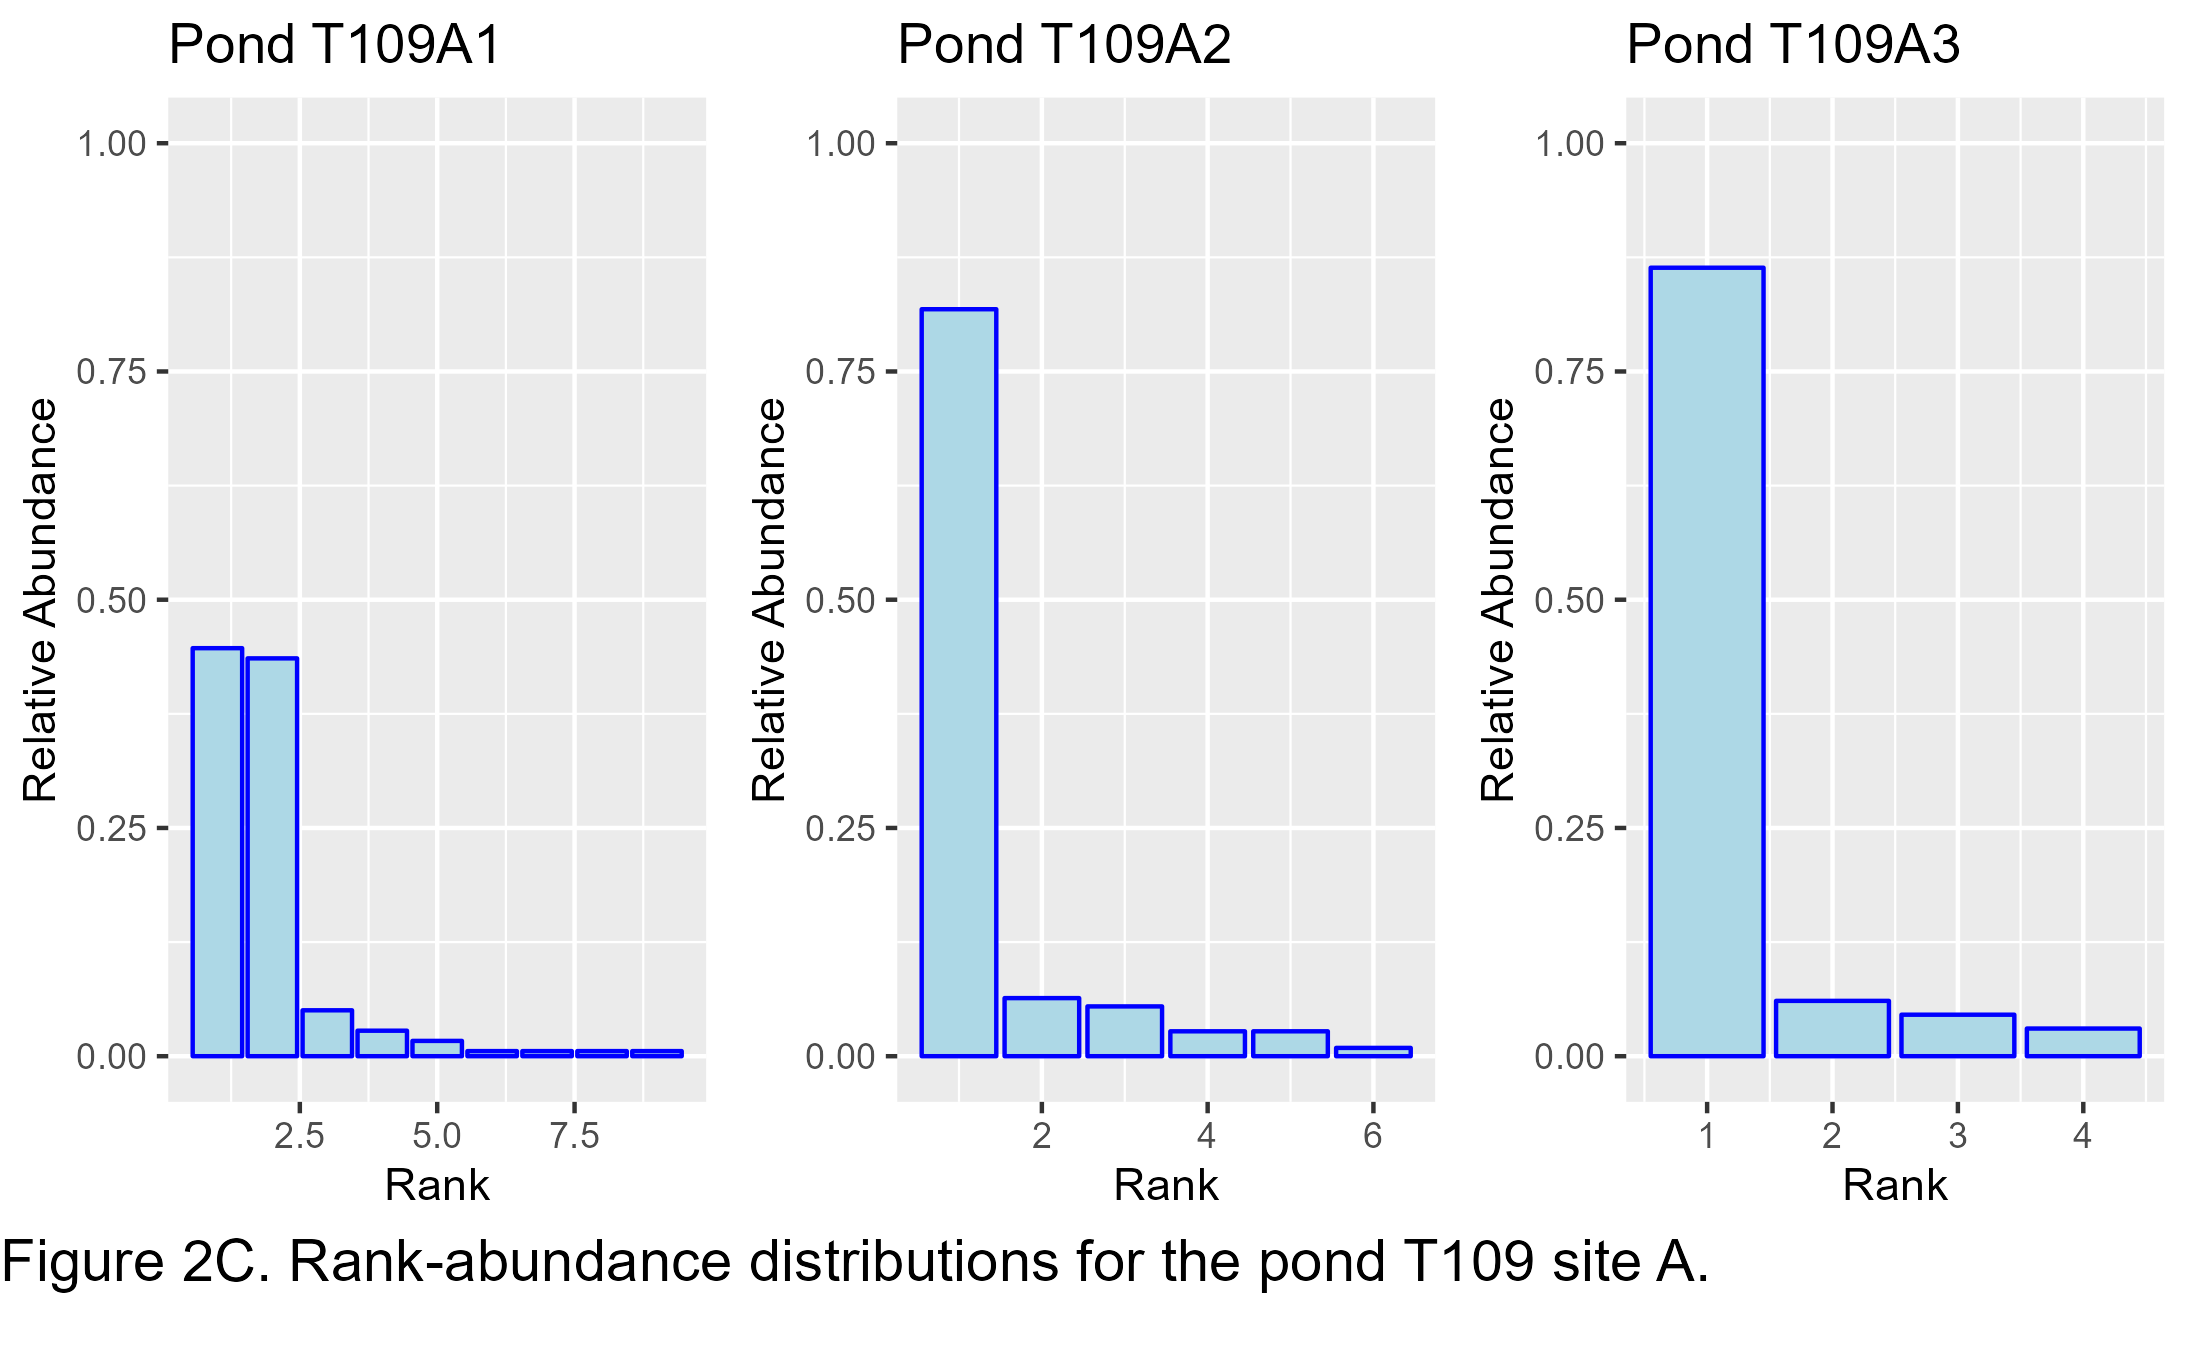 Pond T109A1
Pond T109A2
Pond T109A3
Relative Abundance
1.00
0.75
0.50
0.25
0.00
2.5 5.0 7.5
Rank
Relative Abundance
1.00
0.75
0.50
0.25
0.00
2 4 6
Rank
Relative Abundance
1.00
0.75
0.50
0.25
0.00
1 2 3 4
Rank
Figure 2C. Rank-abundance distributions for the pond T109 site A.